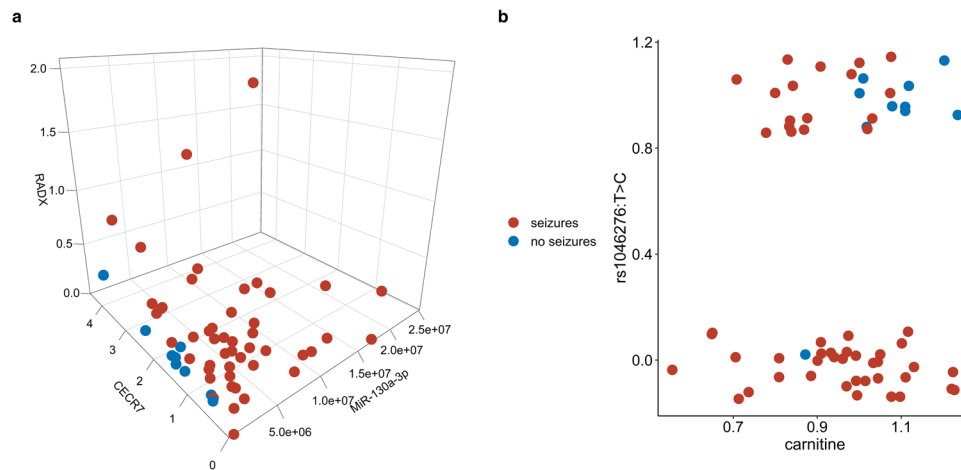 a
b
2.0
1.5
1.0
0.5
0.0
RADX
4
3
2
1
0
CECR7
5.0e+06
1.0e+07
1.5e+07
2.0e+07
2.5e+07
MiR-130a-3p
seizures
no seizures
1.2
0.8
0.4
0.0
rs1046276:T>C
0.7
0.9
1.1
carnitine